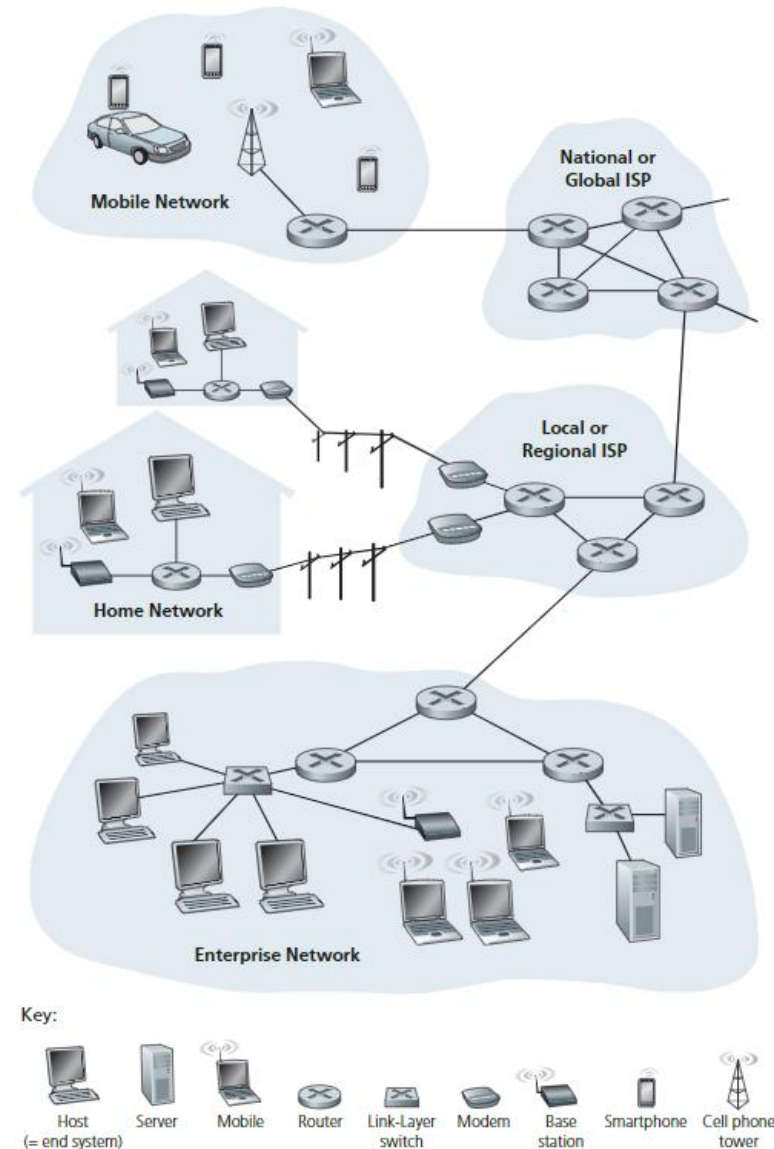 Mobile Network
National or
Global ISP
Local or
Regional ISP
Home Network
Enterprise Network
Key:
Host
(= end system)
Server
Mobile
Router
Link-Layer
switch
Modem
Base
station
Smartphone
Cell phone
tower